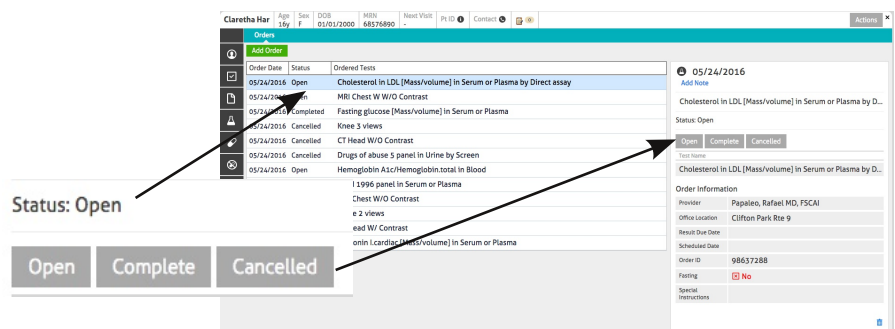 Claretha Har Age 16y Sex F DOB 01/01/2000 MRN 68576890 Next Visit - Pt ID Contact Actions ×
Orders
Add Order
Order Date Status Ordered Tests
05/24/2016 Open Cholesterol in LDL [Mass/volume] in Serum or Plasma by Direct assay
05/24/2016 MRI Chest W W/O Contrast
05/24/2016 Completed Fasting glucose [Mass/volume] in Serum or Plasma
05/24/2016 Cancelled Knee 3 views
05/24/2016 Cancelled CT Head W/O Contrast
05/24/2016 Cancelled Drugs of abuse 5 panel in Urine by Screen
05/24/2016 Open Hemoglobin A1c/Hemoglobin.total in Blood
1996 panel in Serum or Plasma
Chest W/O Contrast
2 views
W/ Contrast
I.cardiac [Mass/volume] in Serum or Plasma
05/24/2016
Add Note
Cholesterol in LDL [Mass/volume] in Serum or Plasma by D...
Status: Open
Open Complete Cancelled
Test Name
Cholesterol in LDL [Mass/volume] in Serum or Plasma by D...
Order Information
Provider Papaleo, Rafael MD, FSCAI
Office Location Clifton Park Rte 9
Result Due Date
Scheduled Date
Order ID 98637288
Fasting No
Special Instructions
Status: Open
Open Complete Cancelled